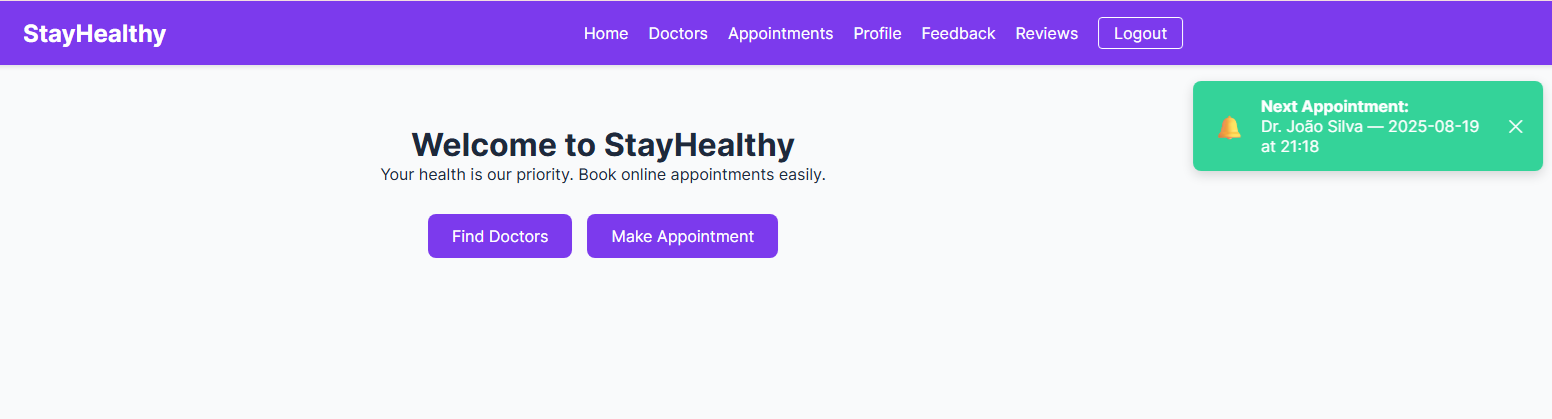 StayHealthy
Home Doctors Appointments Profile Feedback Reviews Logout
Next Appointment:
Dr. João Silva — 2025-08-19
at 21:18
Welcome to StayHealthy
Your health is our priority. Book online appointments easily.
Find Doctors Make Appointment